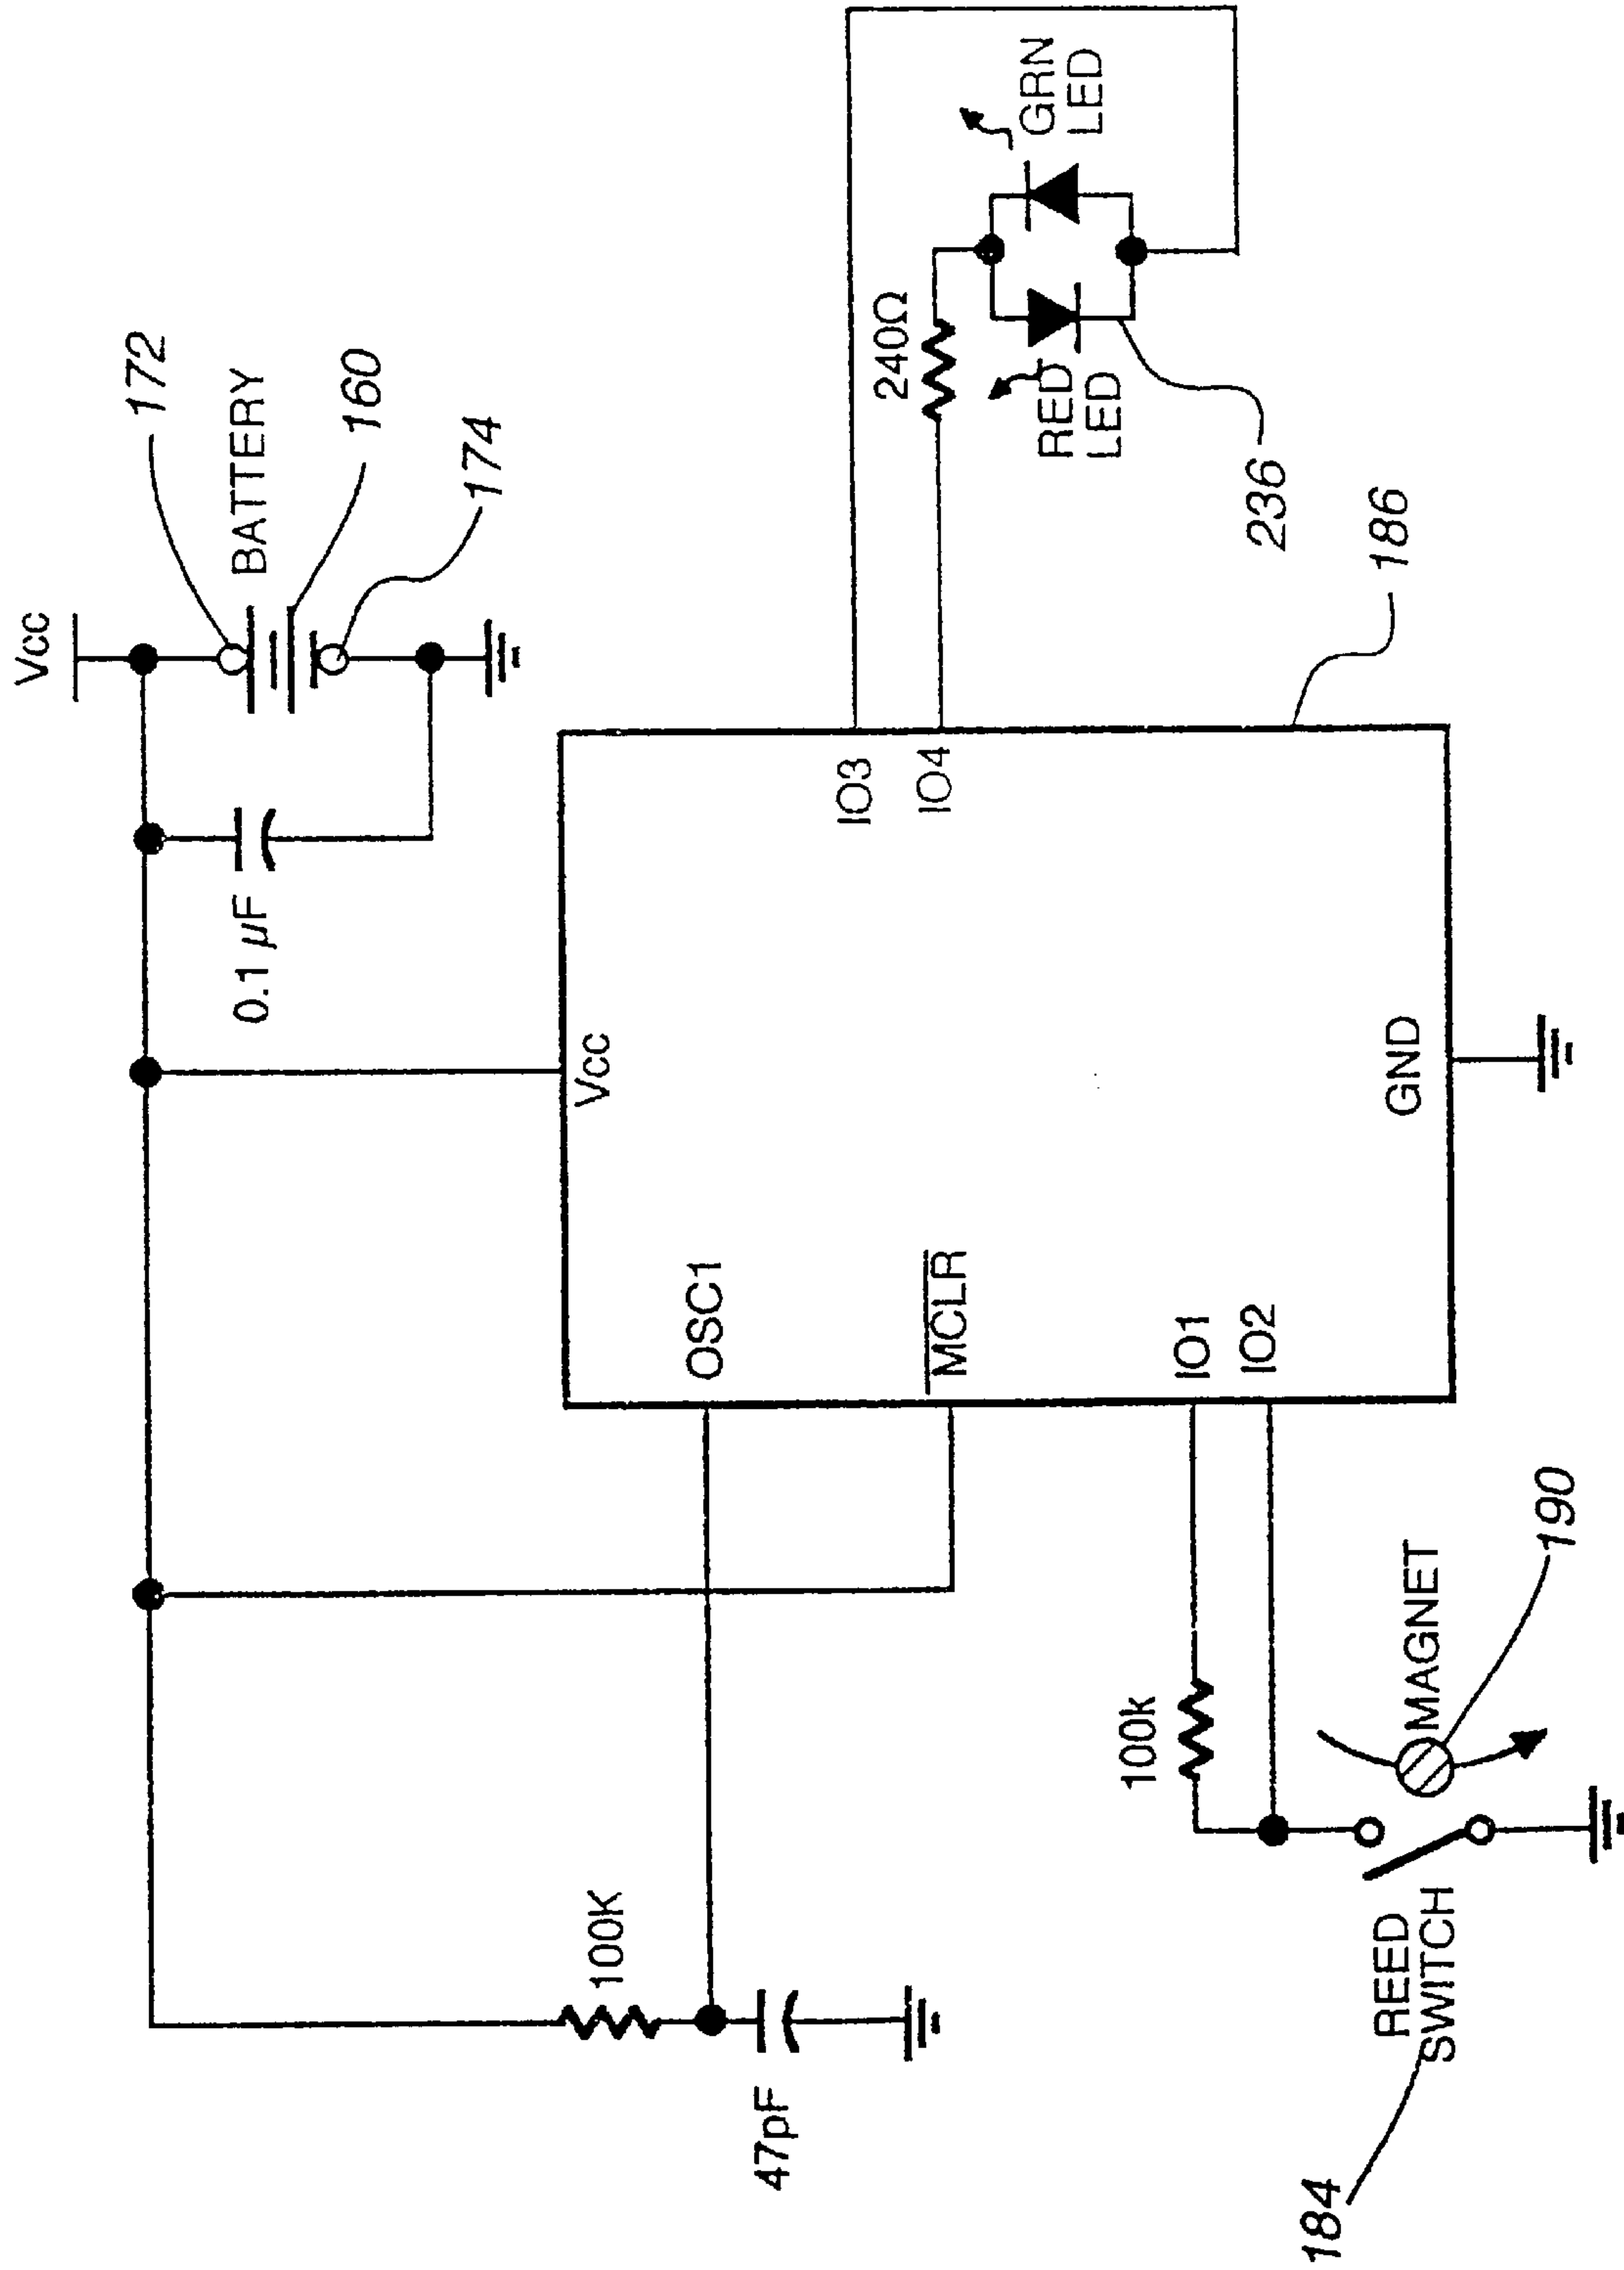 Vcc
172
BATTERY
160
174
0.1 µF
Vcc
OSC1
MCLR
IO1
IO2
IO3
IO4
GND
100K
47pF
100k
REED
SWITCH
MAGNET
184
190
240Ω
RED
LED
GRN
LED
236
186